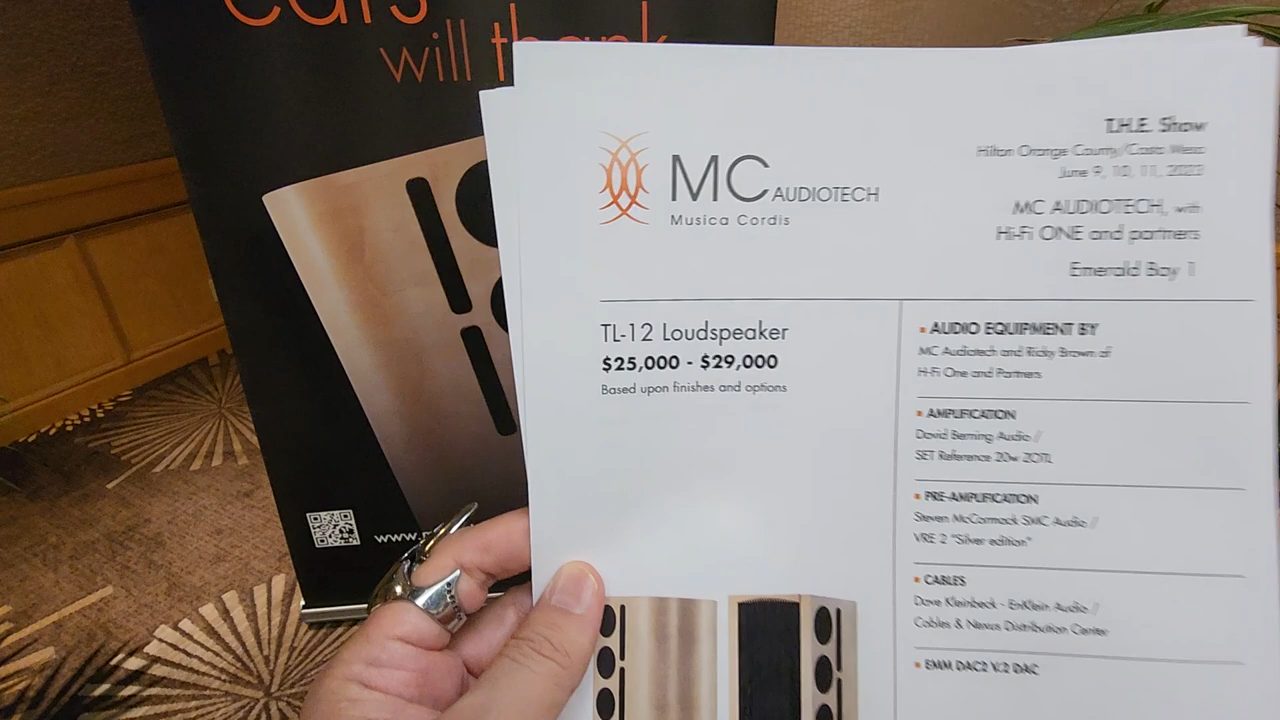 ears
will thank
www.
MC AUDIOTECH
Musica Cordis
T.H.E. Show
Hilton Orange County/Costa Mesa
June 9, 10, 11, 2023
MC AUDIOTECH, with
Hi-Fi ONE and partners
Emerald Bay 1
TL-12 Loudspeaker
$25,000 - $29,000
Based upon finishes and options
AUDIO EQUIPMENT BY
MC Audiotech and Ricky Brown of
Hi-Fi One and Partners
AMPLIFICATION
David Berning Audio //
SET Reference 20w ZOTL
PRE-AMPLIFICATION
Steven McCormack SMC Audio //
VRE 2 "Silver edition"
CABLES
Dave Kleinbeck - EnKlein Audio //
Cables & Nexus Distribution Center
EMM DAC2 V.2 DAC